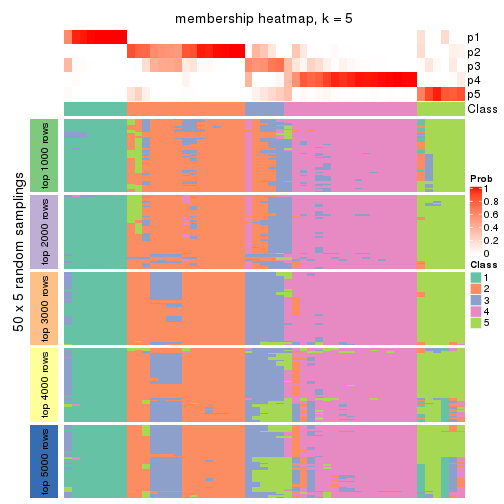 membership heatmap, k = 5
p1
p2
p3
p4
p5
Class
50 x 5 random samplings
top 1000 rows
top 2000 rows
top 3000 rows
top 4000 rows
top 5000 rows
Prob
1
0.8
0.6
0.4
0.2
0
Class
1
2
3
4
5